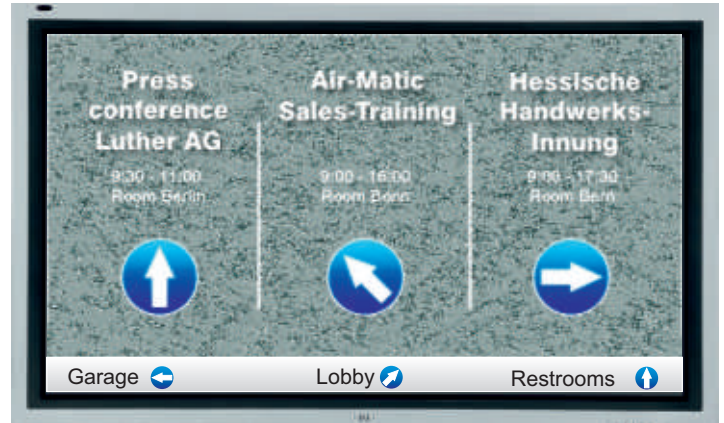 Press
conference
Luther AG
9:30 - 11:00
Room Berlin
Air-Matic
Sales-Training
9:00 - 16:00
Room Bonn
Hessische
Handwerks-
Innung
9:00 - 17:30
Room Bern
Garage
Lobby
Restrooms